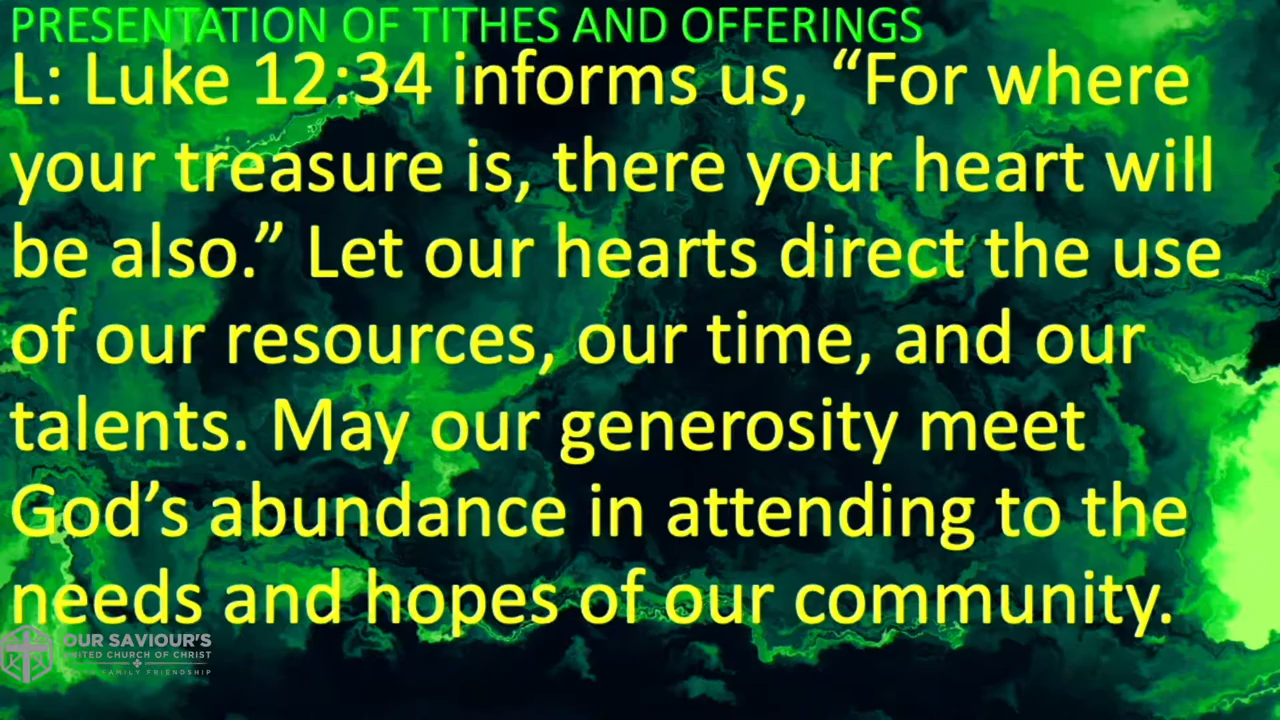 PRESENTATION OF TITHES AND OFFERINGS
L: Luke 12:34 informs us, “For where
your treasure is, there your heart will
be also.” Let our hearts direct the use
of our resources, our time, and our
talents. May our generosity meet
God’s abundance in attending to the
needs and hopes of our community.
OUR SAVIOUR'S
UNITED CHURCH OF CHRIST
FAMILY FRIENDSHIP